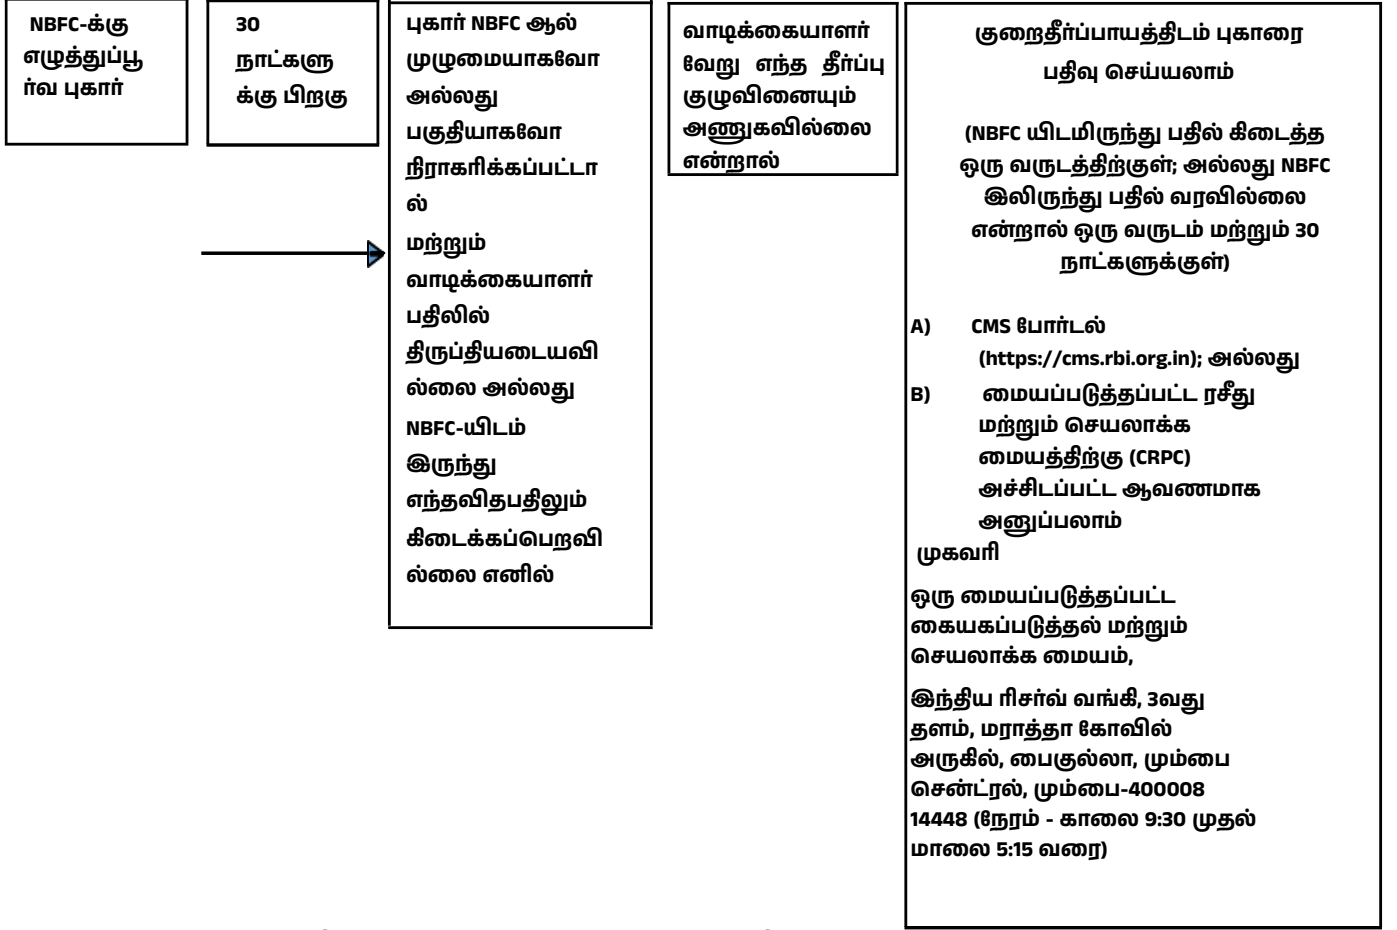 NBFC-க்கு
எழுத்துப்பூ
ர்வ புகார்
30
நாட்களு
க்கு பிறகு
புகார் NBFC ஆல்
முழுமையாகவோ
அல்லது
பகுதியாகவோ
நிராகரிக்கப்பட்டா
ல்
மற்றும்
வாடிக்கையாளர்
பதிலில்
திருப்தியடையவி
ல்லை அல்லது
NBFC-யிடம்
இருந்து
எந்தவிதபதிலும்
கிடைக்கப்பெறவி
ல்லை எனில்
வாடிக்கையாளர்
வேறு எந்த தீர்ப்பு
குழுவினையும்
அணுகவில்லை
என்றால்
குறைதீர்ப்பாயத்திடம் புகாரை
பதிவு செய்யலாம்
(NBFC யிடமிருந்து பதில் கிடைத்த
ஒரு வருடத்திற்குள்; அல்லது NBFC
இலிருந்து பதில் வரவில்லை
என்றால் ஒரு வருடம் மற்றும் 30
நாட்களுக்குள்)
A) CMS போர்டல்
(https://cms.rbi.org.in); அல்லது
B) மையப்படுத்தப்பட்ட ரசீது
மற்றும் செயலாக்க
மையத்திற்கு (CRPC)
அச்சிடப்பட்ட ஆவணமாக
அனுப்பலாம்
முகவரி
ஒரு மையப்படுத்தப்பட்ட
கையகப்படுத்தல் மற்றும்
செயலாக்க மையம்,
இந்திய ரிசர்வ் வங்கி, 3வது
தளம், மராத்தா கோவில்
அருகில், பைகுல்லா, மும்பை
சென்ட்ரல், மும்பை-400008
14448 (நேரம் - காலை 9:30 முதல்
மாலை 5:15 வரை)